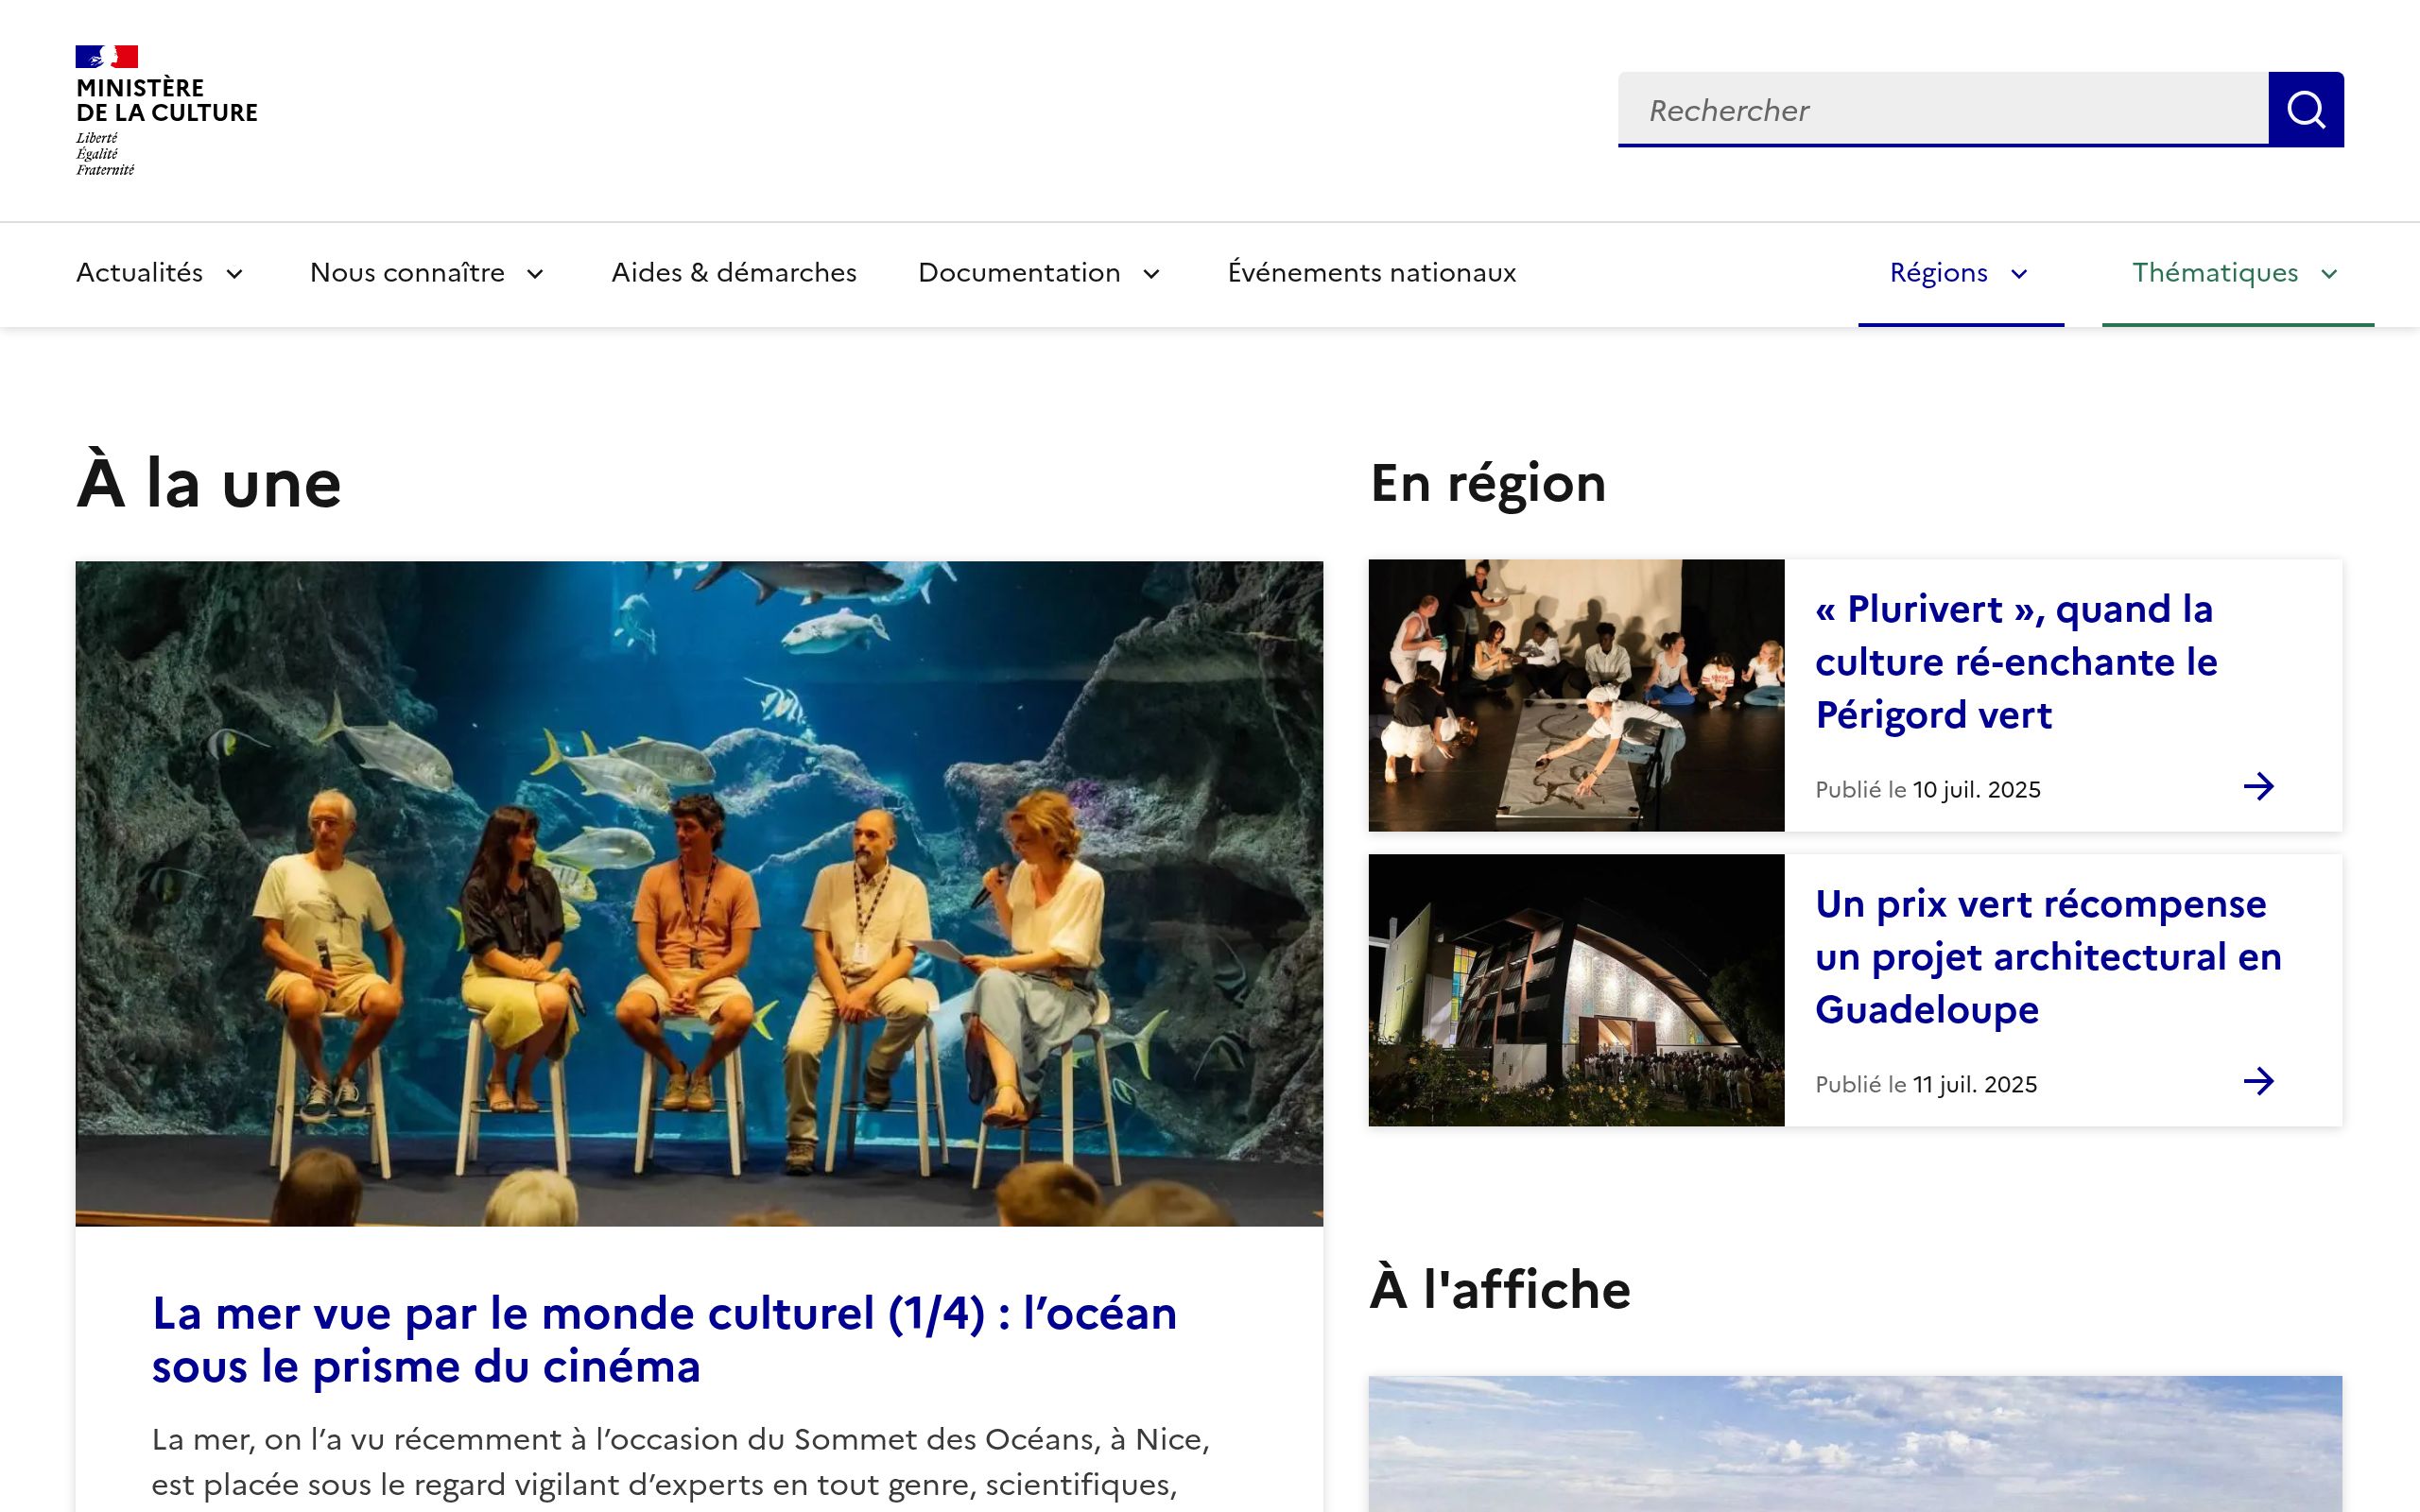 MINISTÈRE
DE LA CULTURE
Liberté
Égalité
Fraternité
Rechercher
Actualités
Nous connaître
Aides & démarches
Documentation
Événements nationaux
Régions
Thématiques
À la une
La mer vue par le monde culturel (1/4) : l’océan
sous le prisme du cinéma
La mer, on l’a vu récemment à l’occasion du Sommet des Océans, à Nice,
est placée sous le regard vigilant d’experts en tout genre, scientifiques,
En région
« Plurivert », quand la
culture ré-enchante le
Périgord vert
Publié le 10 juil. 2025
Un prix vert récompense
un projet architectural en
Guadeloupe
Publié le 11 juil. 2025
À l'affiche